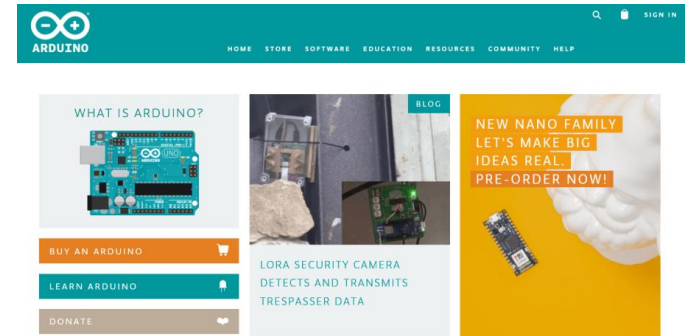 ARDUINO
SIGN IN
HOME STORE SOFTWARE EDUCATION RESOURCES COMMUNITY HELP
WHAT IS ARDUINO?
UNO
ARDUINO
BUY AN ARDUINO
LEARN ARDUINO
DONATE
BLOG
LORA SECURITY CAMERA
DETECTS AND TRANSMITS
TRESPASSER DATA
NEW NANO FAMILY
LET'S MAKE BIG
IDEAS REAL.
PRE-ORDER NOW!